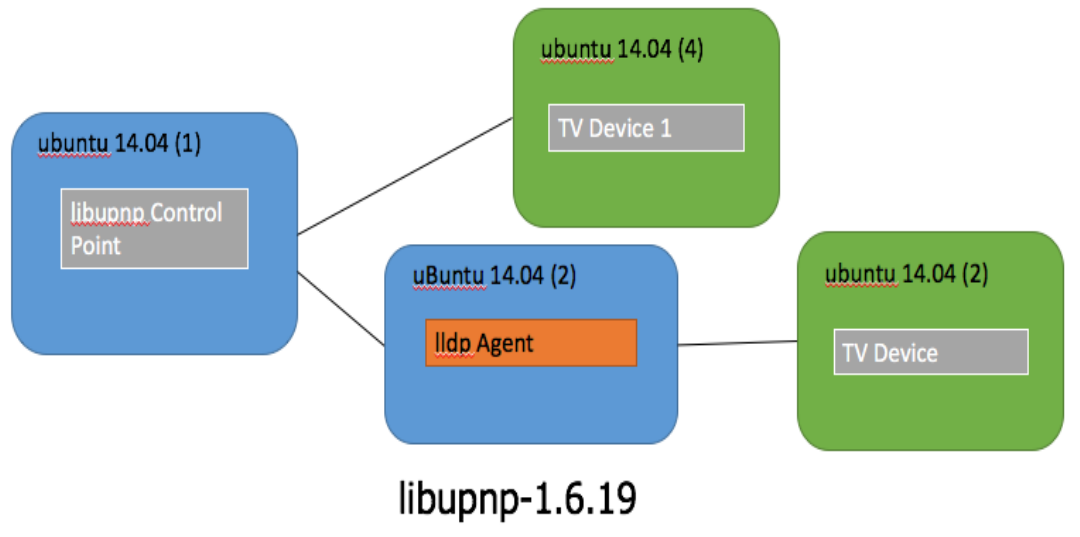 ubuntu 14.04 (4)
TV Device 1
ubuntu 14.04 (1)
libupnp Control
Point
uBuntu 14.04 (2)
lldp Agent
ubuntu 14.04 (2)
TV Device
libupnp-1.6.19